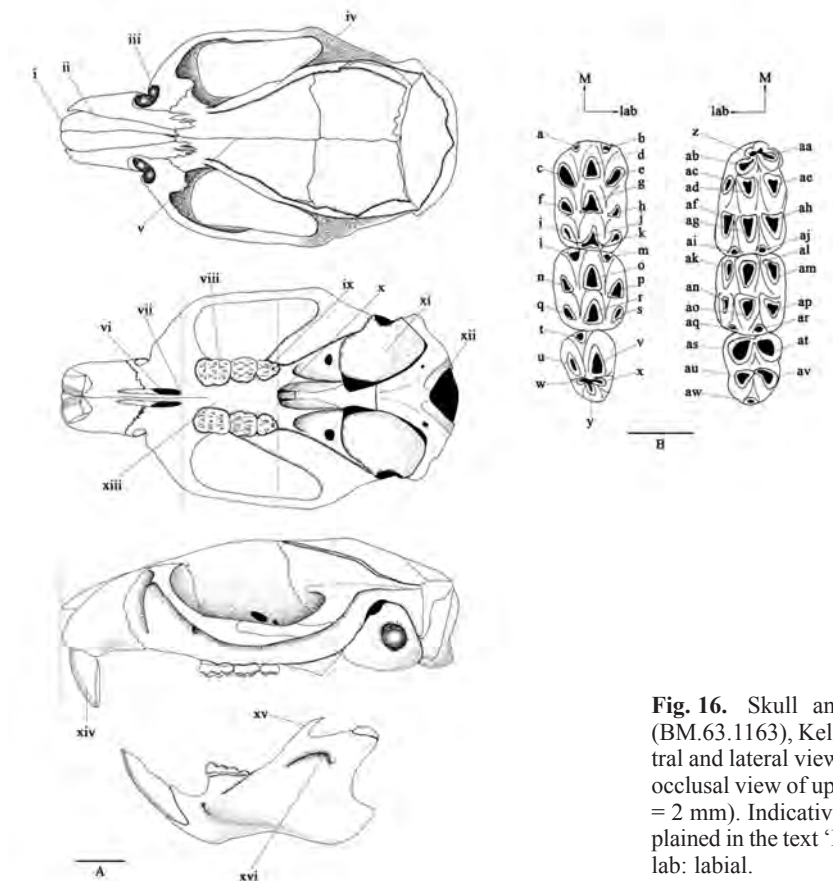 i
ii
iii
iv
v
vi
vii
viii
ix
x
xi
xii
xiii
xiv
xv
xvi
A
M
lab
a
b
c
d
e
f
g
h
i
j
k
l
m
n
o
p
q
r
s
t
u
v
w
x
y
M
lab
z
aa
ab
ac
ad
ae
af
ag
ah
ai
aj
ak
al
am
an
ao
ap
aq
ar
as
at
au
av
aw
B
Fig. 16. Skull an
(BM.63.1163), Kel
tral and lateral view
occlusal view of up
= 2 mm). Indicativ
plained in the text ‘
lab: labial.